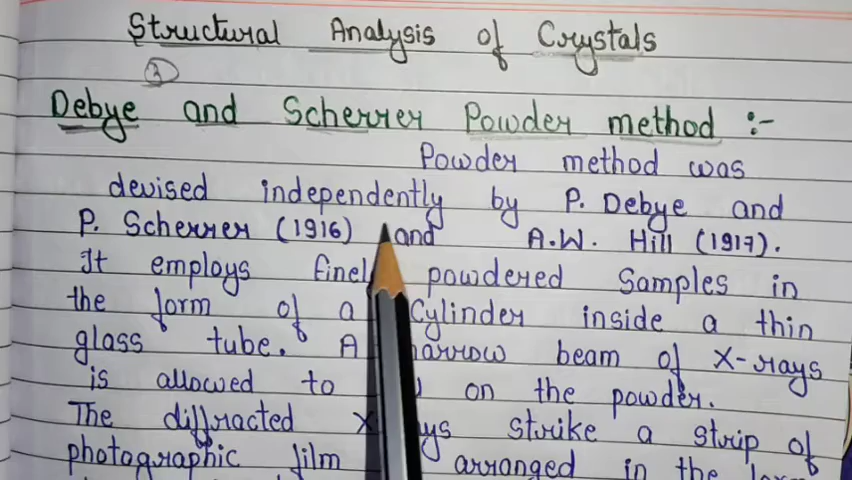 Structural Analysis of Crystals
3
Debye and Scherrer Powder method :-
Powder method was
devised independently by P. Debye and
P. Scherrer (1916) and A.W. Hill (1917).
It employs powdered Samples in
the form of a Cylinder inside a thin
glass tube. A narrow beam of X-rays
is allowed to on the powder.
The diffracted strike a strip of
photographic film arranged in the